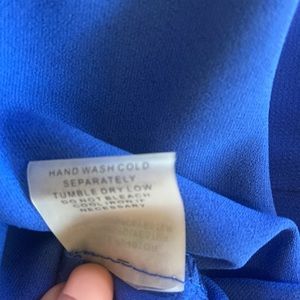 HAND WASH COLD
SEPARATELY
TUMBLE DRY LOW
DO NOT BLEACH
COOL IRON IF
NECESSARY